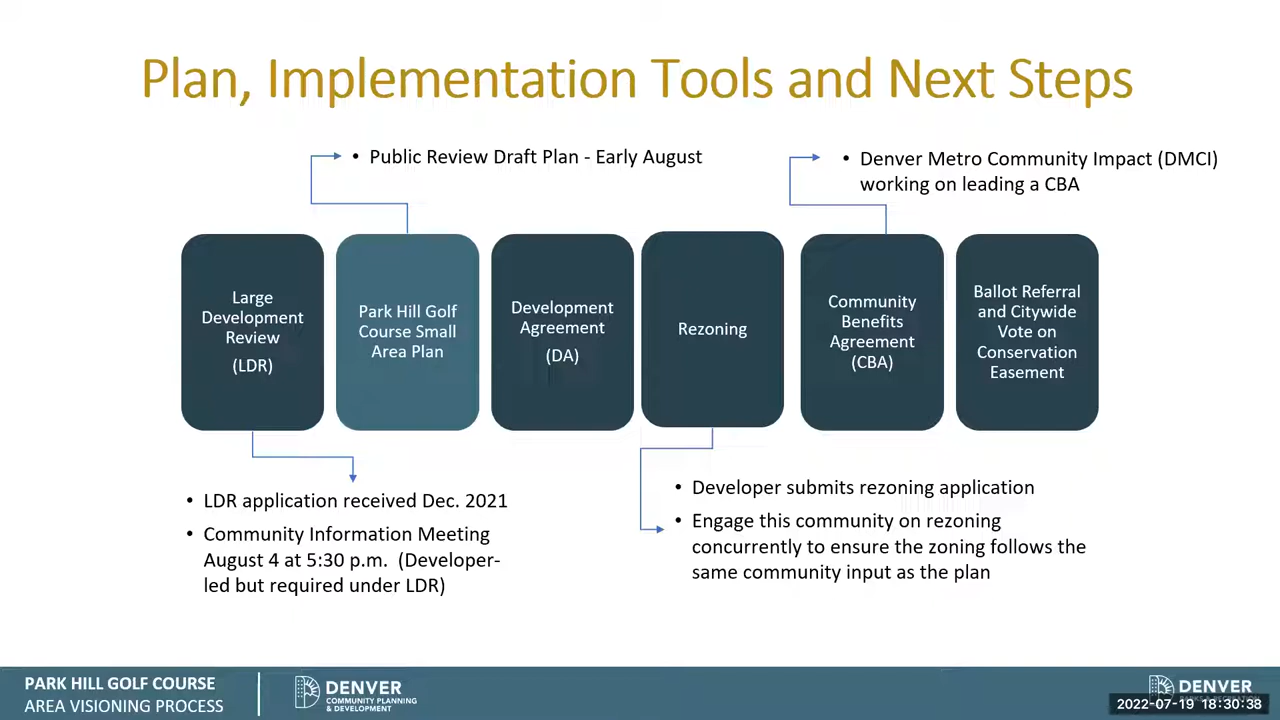 Plan, Implementation Tools and Next Steps
• Public Review Draft Plan - Early August
• Denver Metro Community Impact (DMCI)
working on leading a CBA
Large
Development
Review
(LDR)
Park Hill Golf
Course Small
Area Plan
Development
Agreement
(DA)
Rezoning
Community
Benefits
Agreement
(CBA)
Ballot Referral
and Citywide
Vote on
Conservation
Easement
• LDR application received Dec. 2021
• Community Information Meeting
August 4 at 5:30 p.m. (Developer-
led but required under LDR)
• Developer submits rezoning application
• Engage this community on rezoning
concurrently to ensure the zoning follows the
same community input as the plan
PARK HILL GOLF COURSE
AREA VISIONING PROCESS
DENVER
COMMUNITY PLANNING
& DEVELOPMENT
DENVER
2022-07-19 18:30:38